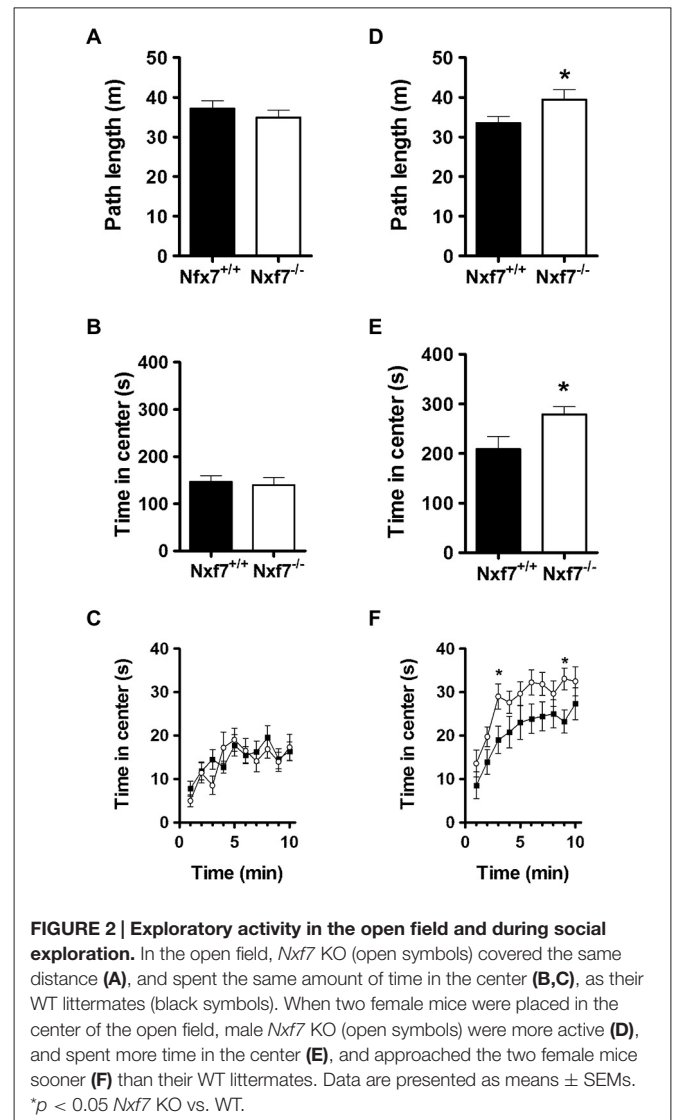 A
Path length (m)
50
40
30
20
10
0
Nfx7+/+ Nxf7-/-
D
Path length (m)
50
40
30
20
10
0
*
Nxf7+/+ Nxf7-/-
B
Time in center (s)
400
300
200
100
0
Nxf7+/+ Nxf7-/-
E
Time in center (s)
400
300
200
100
0
*
Nxf7+/+ Nxf7-/-
C
Time in center (s)
40
30
20
10
0
0 5 10
Time (min)
F
Time in center (s)
40
30
20
10
0
* *
0 5 10
Time (min)
FIGURE 2 | Exploratory activity in the open field and during social
exploration. In the open field, Nxf7 KO (open symbols) covered the same
distance (A), and spent the same amount of time in the center (B,C), as their
WT littermates (black symbols). When two female mice were placed in the
center of the open field, male Nxf7 KO (open symbols) were more active (D),
and spent more time in the center (E), and approached the two female mice
sooner (F) than their WT littermates. Data are presented as means ± SEMs.
*p < 0.05 Nxf7 KO vs. WT.